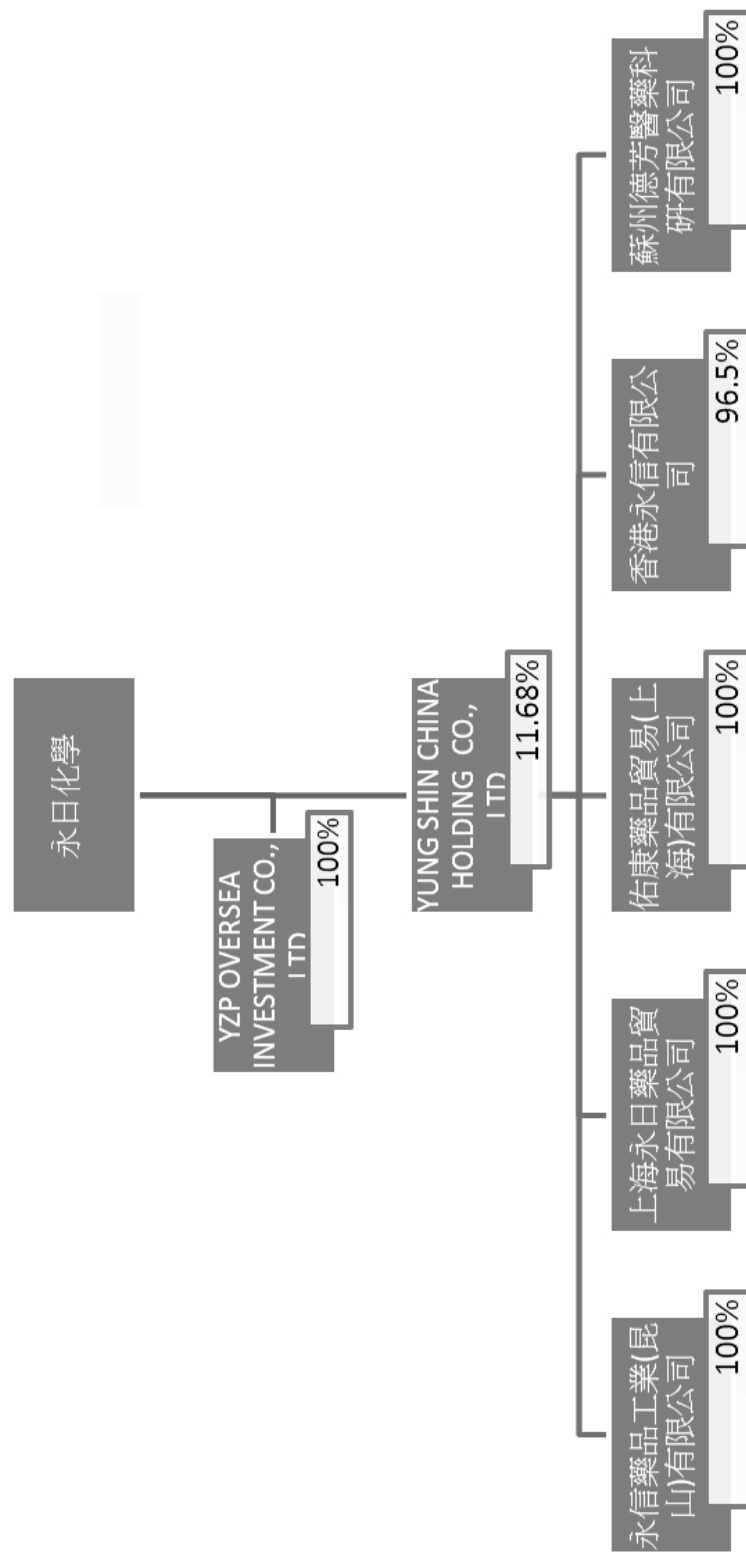 永日化學
YZP OVERSEA
INVESTMENT CO.,
LTD
100%
YUNG SHIN CHINA
HOLDING CO.,
LTD
11.68%
永信藥品工業(昆
山)有限公司
100%
上海永日藥品貿
易有限公司
100%
佑康藥品貿易(上
海)有限公司
100%
香港永信有限公
司
96.5%
蘇州德芳醫藥科
研有限公司
100%